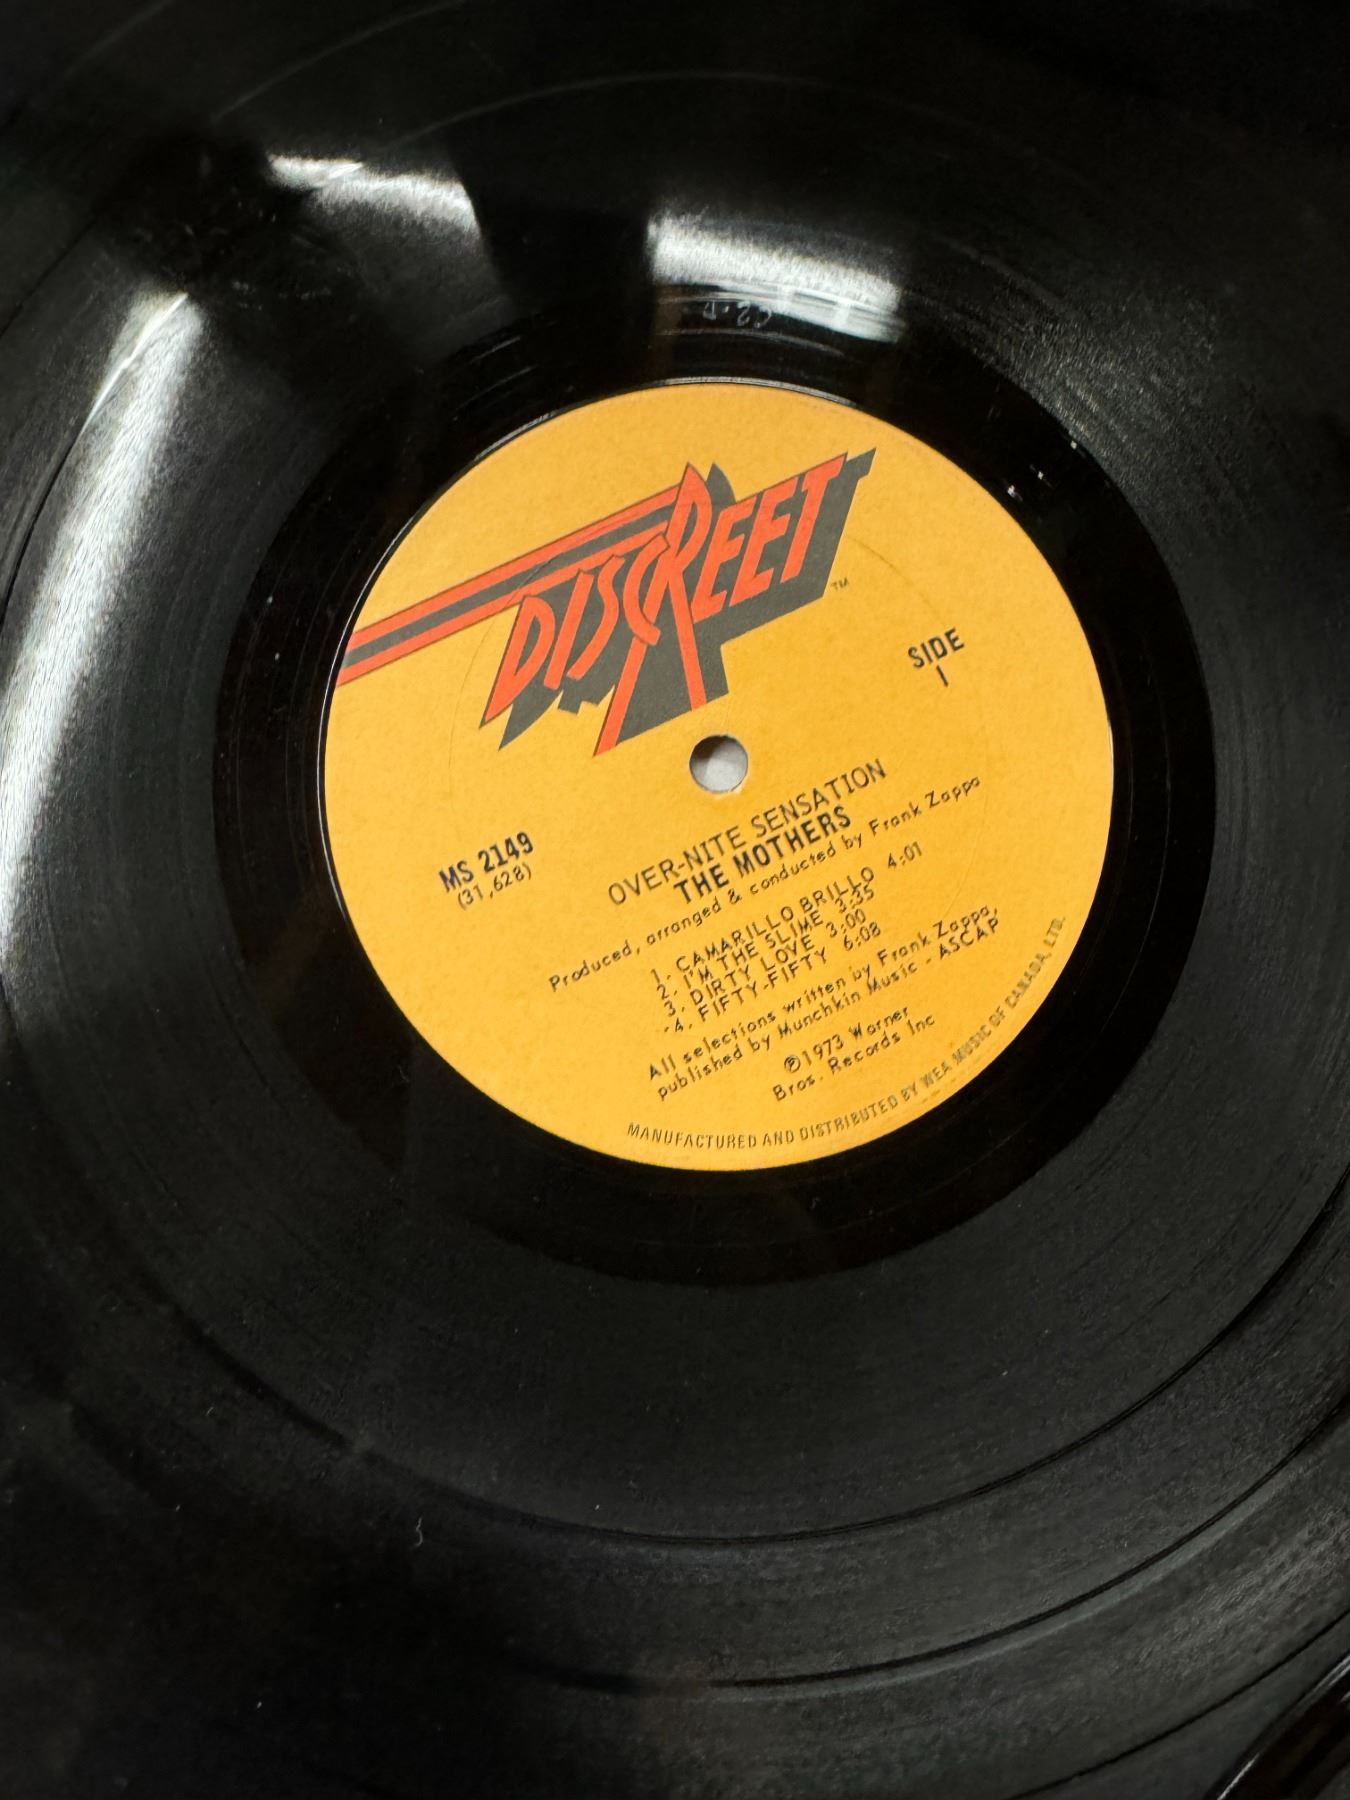 DISCREET
TM
SIDE
1
MS 2149
(31,628)
OVER-NITE SENSATION
THE MOTHERS
Produced, arranged & conducted by Frank Zappa
1. CAMARILLO BRILLO 4:01
2. I'M THE SLIME 3:35
3. DIRTY LOVE 3:00
4. FIFTY-FIFTY 6:08
All selections written by Frank Zappa,
published by Munchkin Music - ASCAP
℗1973 Warner
Bros. Records Inc
MANUFACTURED AND DISTRIBUTED BY WEA MUSIC OF CANADA, LTD.